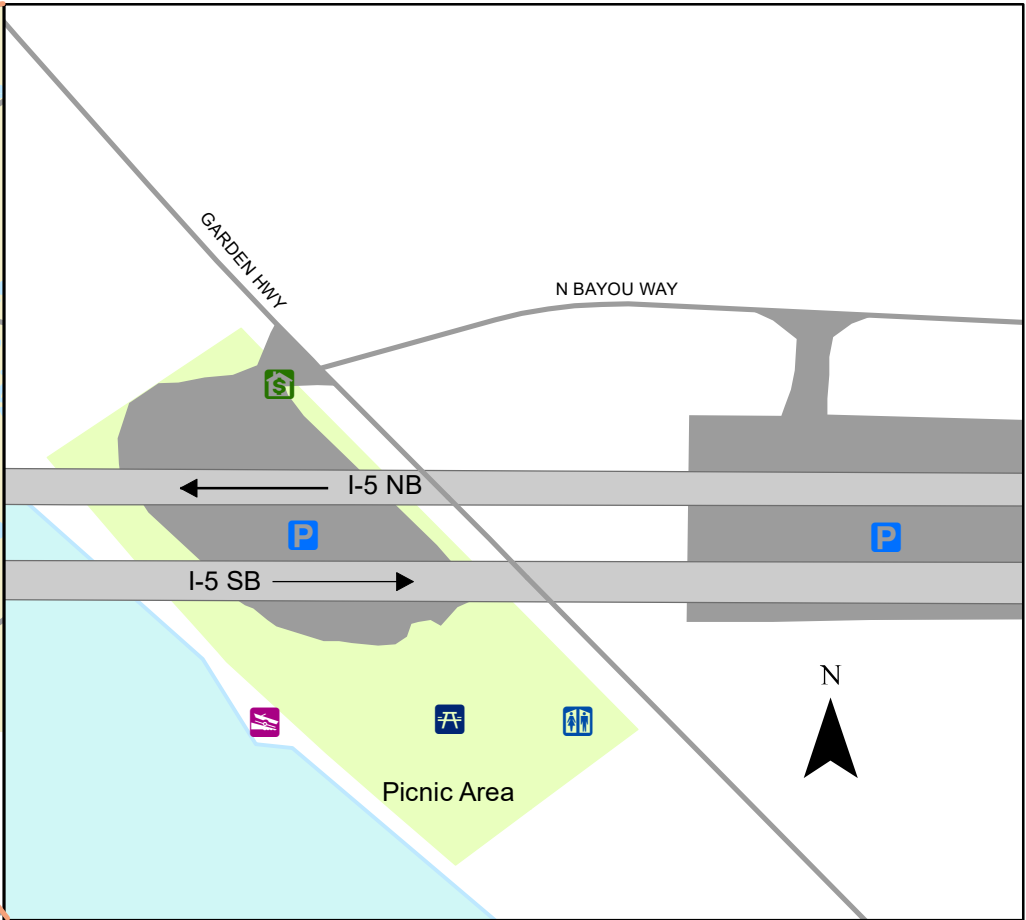 GARDEN HWY
N BAYOU WAY
$
I-5 NB
P
P
I-5 SB
N
Picnic Area